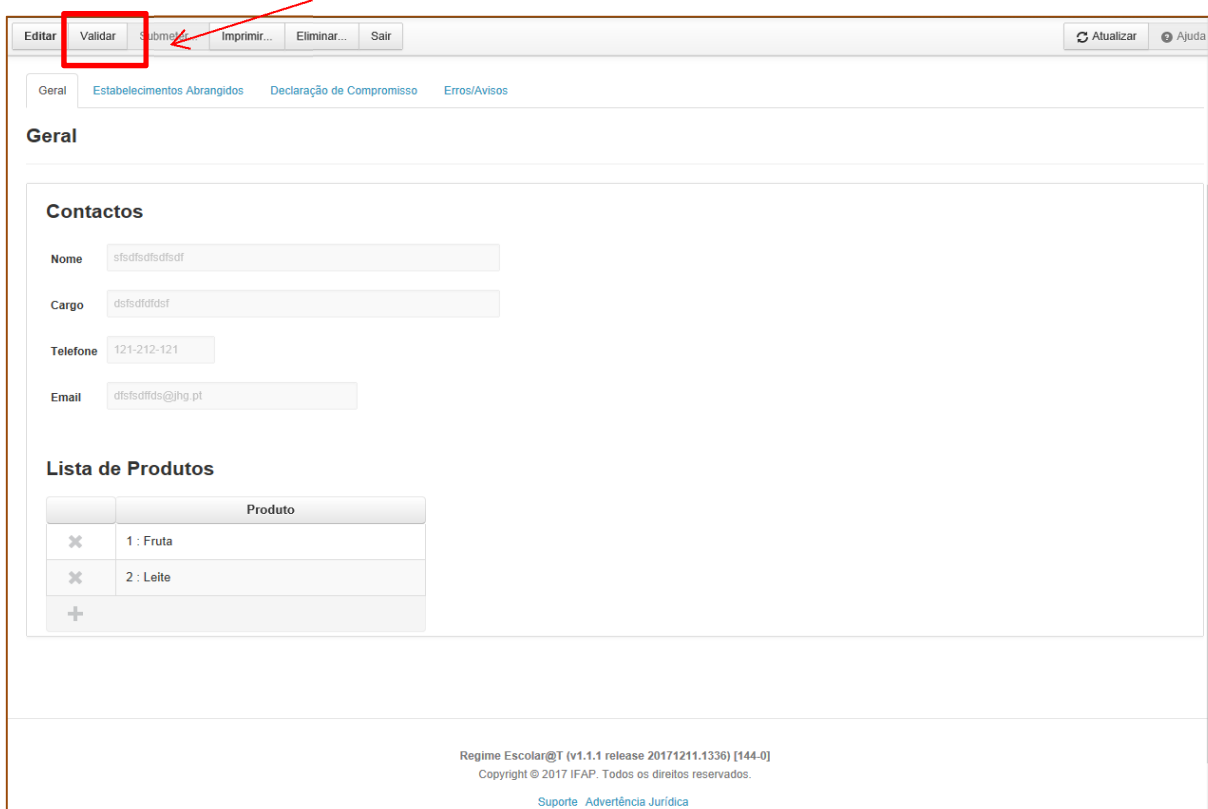 Editar Validar Submeter... Imprimir... Eliminar... Sair Atualizar Ajuda
Geral Estabelecimentos Abrangidos Declaração de Compromisso Erros/Avisos
Geral
Contactos
Nome sfsdfsdfsdfsdf
Cargo dsfsdfdfdsf
Telefone 121-212-121
Email dfsfsdffds@jhg.pt
Lista de Produtos
Produto
1 : Fruta
2 : Leite
Regime Escolar@T (v1.1.1 release 20171211.1336) [144-0]
Copyright © 2017 IFAP. Todos os direitos reservados.
Suporte Advertência Jurídica